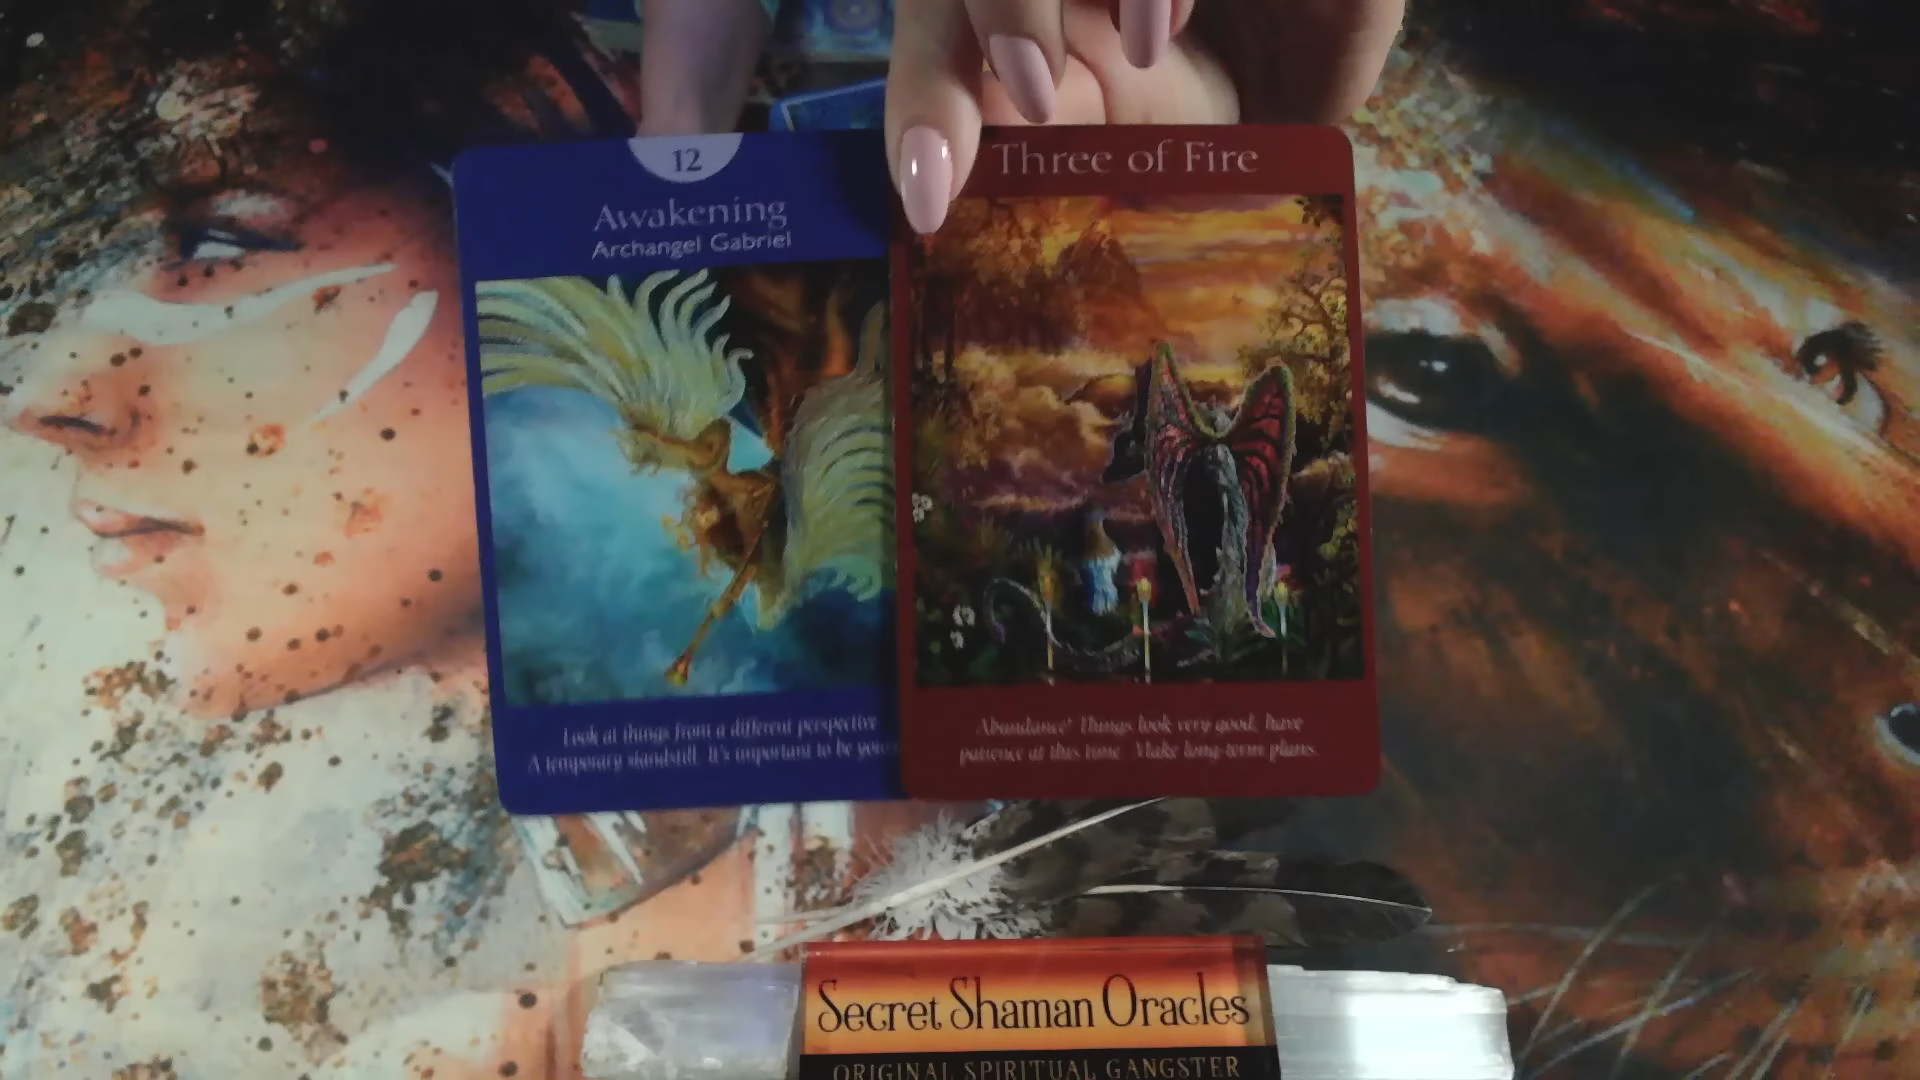 12
Awakening
Archangel Gabriel
Look at things from a different perspective
A temporary standstill It's important to be
Three of Fire
Abundance! Things look very good, have
patience at this time Make long-term plans.
Secret Shaman Oracles
ORIGINAL SPIRITUAL GANGSTER